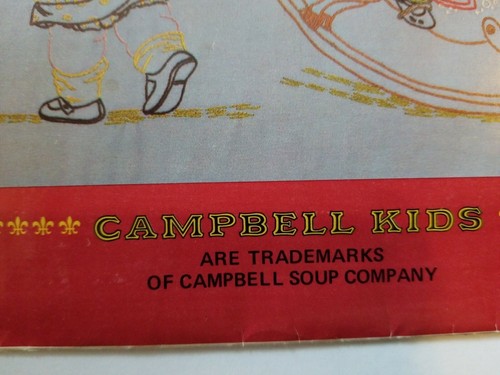 CAMPBELL KIDS
ARE TRADEMARKS
OF CAMPBELL SOUP COMPANY